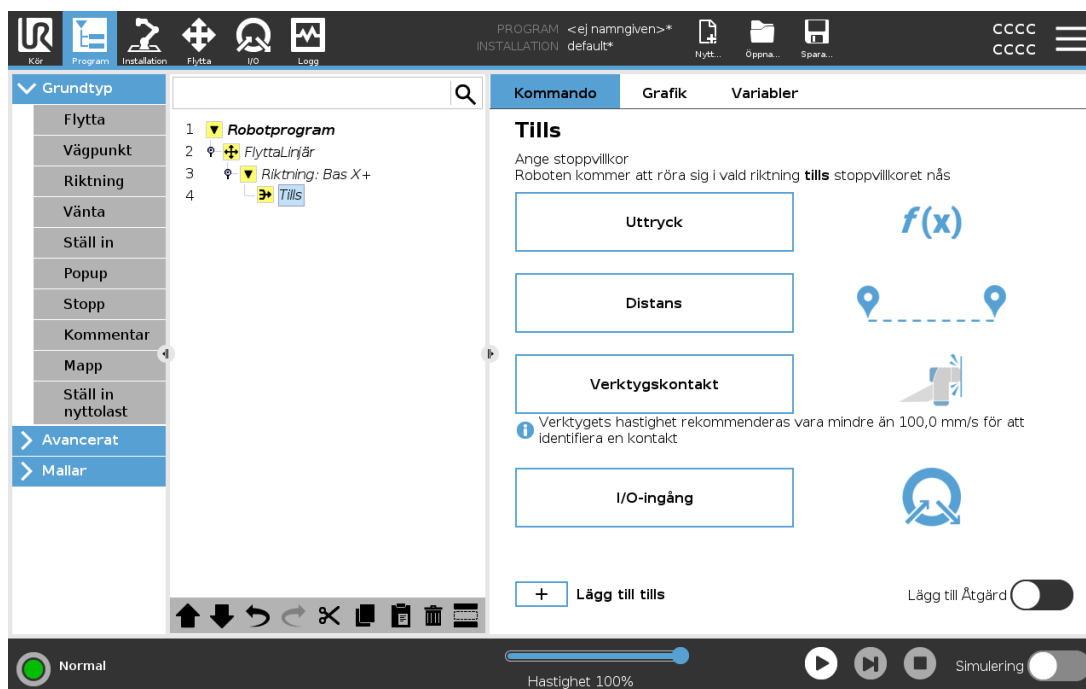 PROGRAM <ej namngiven>*
INSTALLATION default*
UR
Kör
Program
Installation
Flytta
I/O
Logg
Nytt...
Öppna...
Spara...
cccc
cccc
Grundtyp
Flytta
Vägpunkt
Riktning
Vänta
Ställ in
Popup
Stopp
Kommentar
Mapp
Ställ in
nyttolast
Avancerat
Mallar
1 Robotprogram
2 FlyttaLinjär
3 Riktning: Bas X+
4 Tills
Kommando Grafik Variabler
Tills
Ange stoppvillkor
Roboten kommer att röra sig i vald riktning tills stoppvillkoret nås
Uttryck
f(x)
Distans
Verktygskontakt
Verktygets hastighet rekommenderas vara mindre än 100,0 mm/s för att
identifiera en kontakt
I/O-ingång
+ Lägg till tills
Lägg till Åtgärd
Normal
Hastighet 100%
Simulering